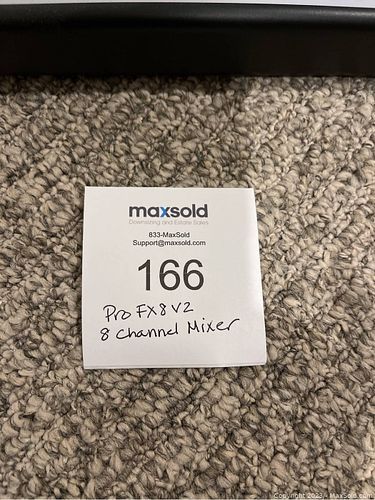 maxsold
Downsizing and Estate Sales
833-MaxSold
Support@maxsold.com
166
Pro FX8 V2
8 Channel Mixer
Copyright 2023 - MaxSold.com